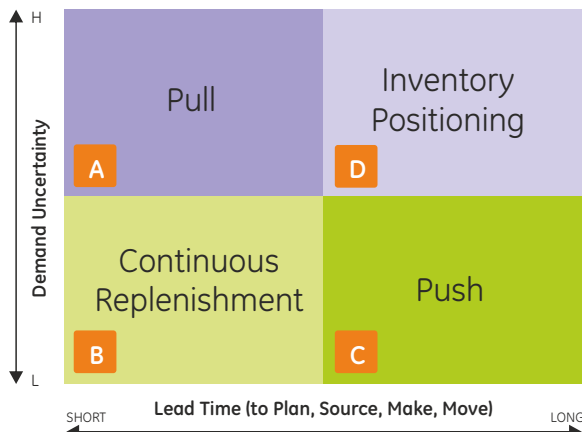 H
Pull
Inventory
Positioning
A
D
Demand Uncertainty
Continuous
Replenishment
Push
B
C
L
SHORT
Lead Time (to Plan, Source, Make, Move)
LONG